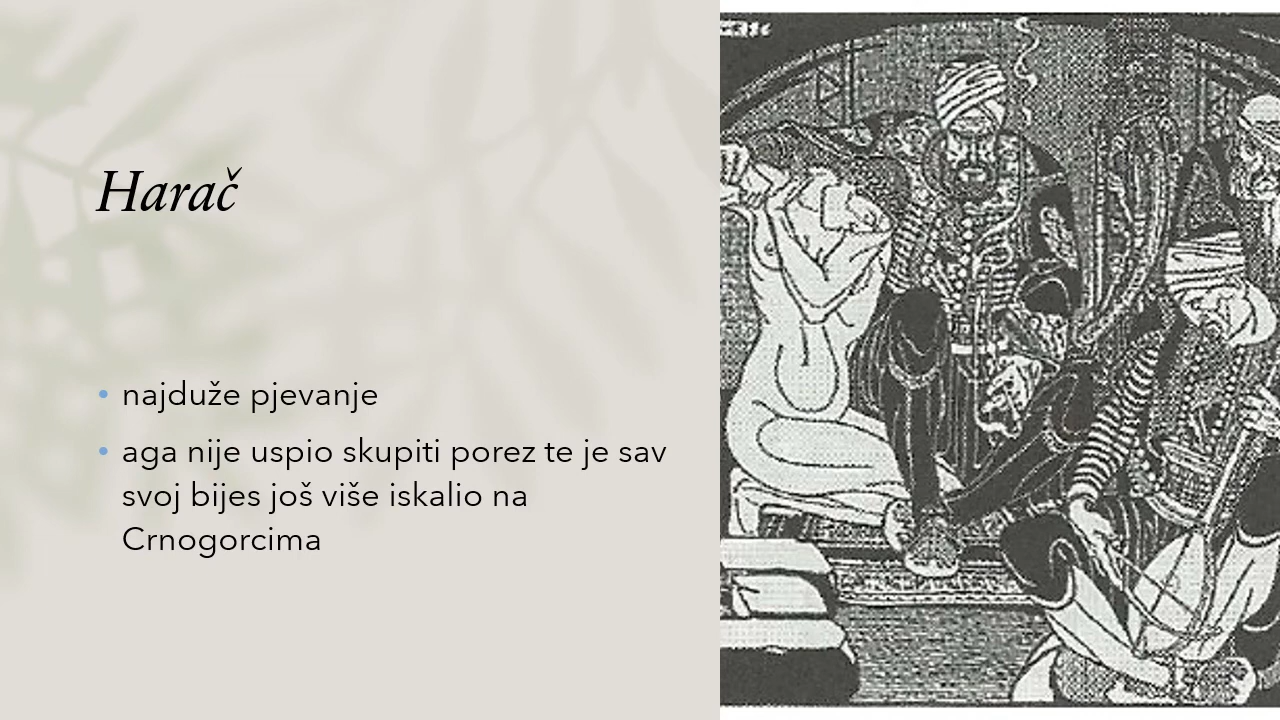 Harač
• najduže pjevanje
• aga nije uspio skupiti porez te je sav
svoj bijes još više iskalio na
Crnogorcima